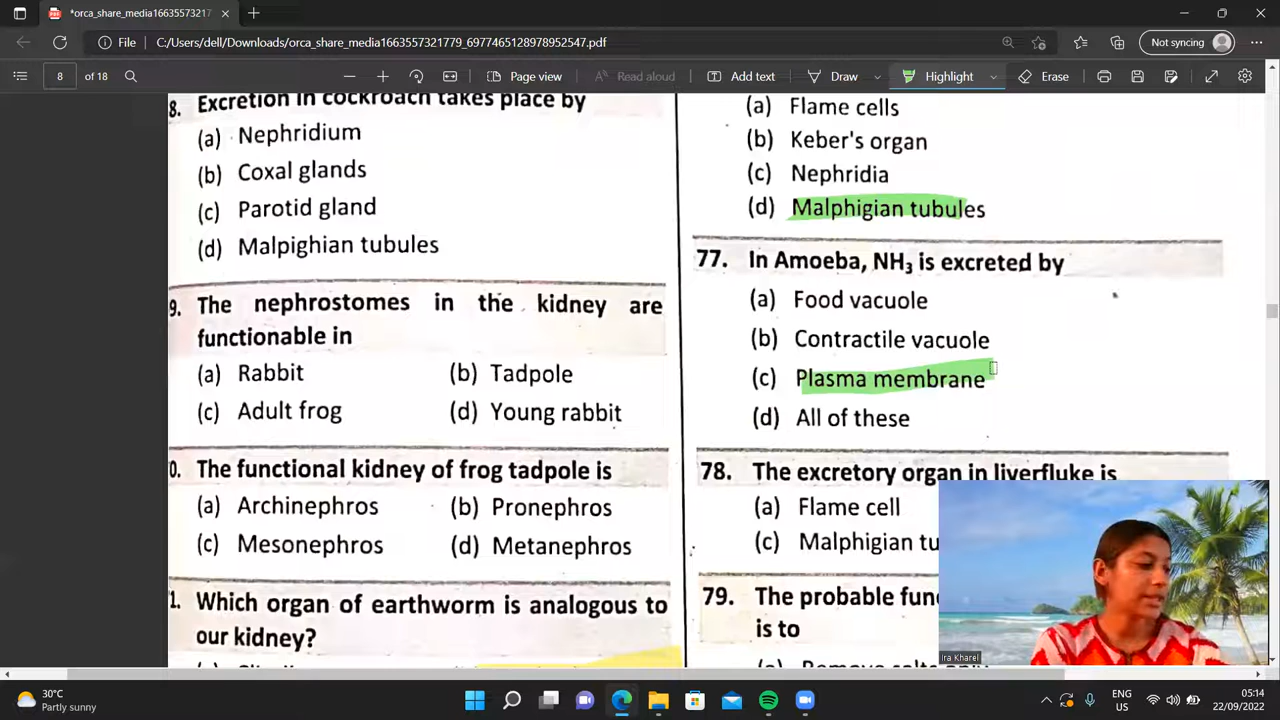 *orca_share_media16635573217
File
C:/Users/dell/Downloads/orca_share_media1663557321779_6977465128978952547.pdf
Not syncing
8 of 18
Page view
Read aloud
Add text
Draw
Highlight
Erase
8. Excretion in cockroach takes place by
(a) Nephridium
(b) Coxal glands
(c) Parotid gland
(d) Malpighian tubules
9. The nephrostomes in the kidney are
functionable in
(a) Rabbit (b) Tadpole
(c) Adult frog (d) Young rabbit
0. The functional kidney of frog tadpole is
(a) Archinephros (b) Pronephros
(c) Mesonephros (d) Metanephros
1. Which organ of earthworm is analogous to
our kidney?
(a) Flame cells
(b) Keber's organ
(c) Nephridia
(d) Malphigian tubules
77. In Amoeba, NH₃ is excreted by
(a) Food vacuole
(b) Contractile vacuole
(c) Plasma membrane
(d) All of these
78. The excretory organ in liverfluke is
(a) Flame cell
(c) Malphigian tu
79. The probable fun
is to
(a) Remove salts only
Ira Kharel
30°C
Partly sunny
ENG
US
05:14
22/09/2022